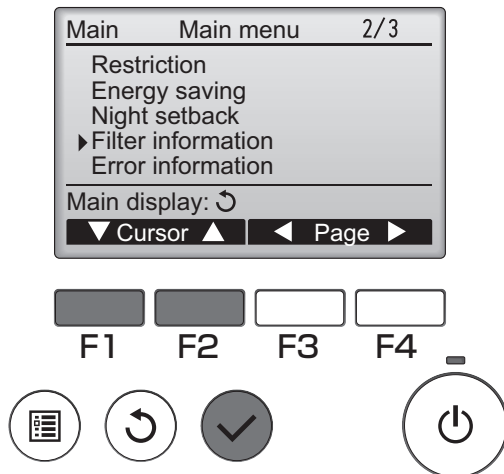 Main Main menu 2/3
Restriction
Energy saving
Night setback
Filter information
Error information
Main display:
Cursor Page
F1 F2 F3 F4